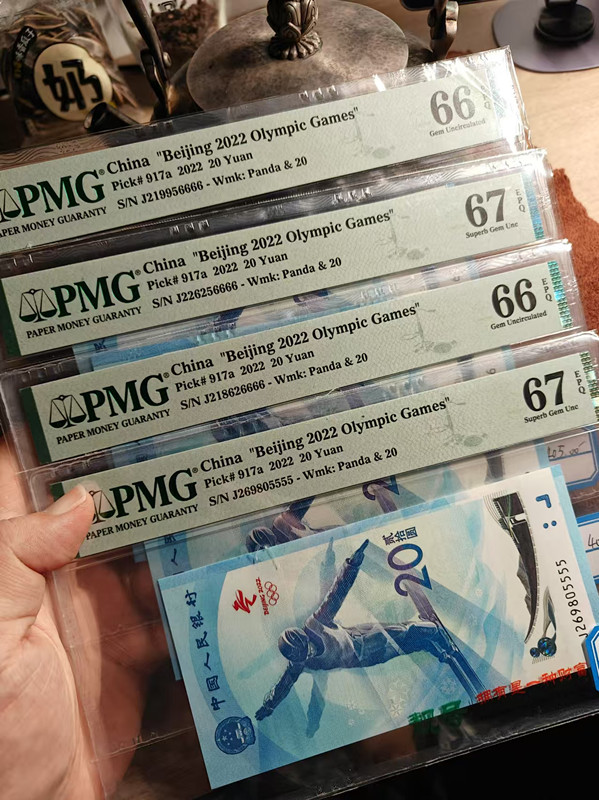 奶
PMG
PAPER MONEY GUARANTY
China "Beijing 2022 Olympic Games"
Pick# 917a 2022 20 Yuan
S/N J219956666 - Wmk: Panda & 20
66
Gem Uncirculated
PMG
PAPER MONEY GUARANTY
China "Beijing 2022 Olympic Games"
Pick# 917a 2022 20 Yuan
S/N J226256666 - Wmk: Panda & 20
67
EPQ
Superb Gem Unc
PMG
PAPER MONEY GUARANTY
China "Beijing 2022 Olympic Games"
Pick# 917a 2022 20 Yuan
S/N J218626666 - Wmk: Panda & 20
66
EPQ
Gem Uncirculated
PMG
PAPER MONEY GUARANTY
China "Beijing 2022 Olympic Games"
Pick# 917a 2022 20 Yuan
S/N J269805555 - Wmk: Panda & 20
67
EPQ
Superb Gem Unc
中国人民银行
BEIJING 2022
20
贰拾圆
J269805555